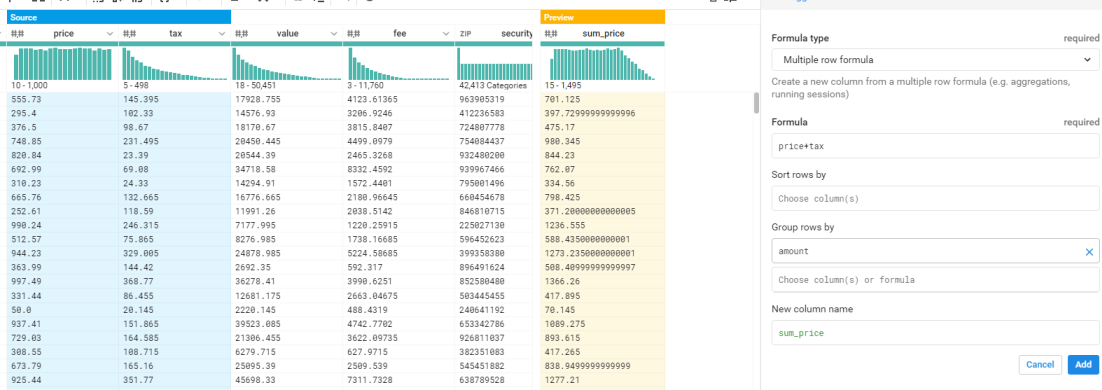 Source Preview
#.# price #.# tax #.# value #.# fee ZIP security #.# sum_price
10 - 1,000 5 - 498 18 - 50,451 3 - 11,760 42,413 Categories 15 - 1,495
555.73 145.395 17928.755 4123.61365 963905319 701.125
295.4 102.33 14576.93 3206.9246 412236583 397.72999999999996
376.5 98.67 18170.67 3815.8407 724807778 475.17
748.85 231.495 20450.445 4499.0979 754084437 980.345
820.84 23.39 20544.39 2465.3268 932480200 844.23
692.99 69.08 34718.58 8332.4592 939967466 762.07
310.23 24.33 14294.91 1572.4401 795001496 334.56
665.76 132.665 16776.665 2180.96645 660454678 798.425
252.61 118.59 11991.26 2038.5142 846810715 371.20000000000005
990.24 246.315 7177.995 1220.25915 225027130 1236.555
512.57 75.865 8276.985 1738.16685 596452623 588.4350000000001
944.23 329.005 24878.985 5224.58685 399358380 1273.2350000000001
363.99 144.42 2692.35 592.317 896491624 508.40999999999997
997.49 368.77 36278.41 3990.6251 852580480 1366.26
331.44 86.455 12681.175 2663.04675 503445455 417.895
50.0 20.145 2220.145 488.4319 240641192 70.145
937.41 151.865 39523.085 4742.7702 653342786 1089.275
729.03 164.585 21306.455 3622.09735 926811037 893.615
308.55 108.715 6279.715 627.9715 382351083 417.265
673.79 165.16 25095.39 2509.539 545451882 838.9499999999999
925.44 351.77 45698.33 7311.7328 638789528 1277.21
Formula type required
Multiple row formula
Create a new column from a multiple row formula (e.g. aggregations,
running sessions)
Formula required
price+tax
Sort rows by
Choose column(s)
Group rows by
amount
Choose column(s) or formula
New column name
sum_price
Cancel Add